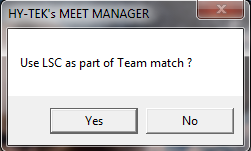 HY-TEK's MEET MANAGER
Use LSC as part of Team match ?
Yes
No